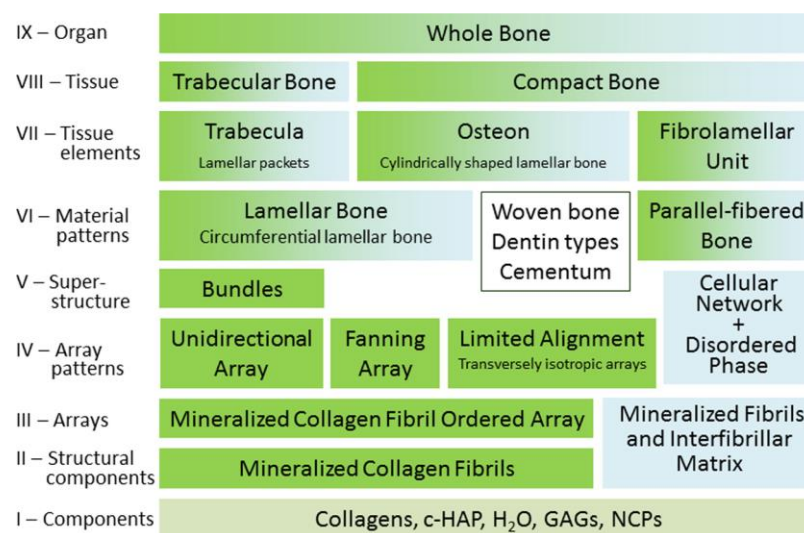 IX – Organ
Whole Bone
VIII – Tissue
Trabecular Bone
Compact Bone
VII – Tissue
elements
Trabecula
Lamellar packets
Osteon
Cylindrically shaped lamellar bone
Fibrolamellar
Unit
VI – Material
patterns
Lamellar Bone
Circumferential lamellar bone
Woven bone
Dentin types
Cementum
Parallel-fibered
Bone
V – Super-
structure
Bundles
Cellular
Network
+
Disordered
Phase
IV – Array
patterns
Unidirectional
Array
Fanning
Array
Limited Alignment
Transversely isotropic arrays
III – Arrays
Mineralized Collagen Fibril Ordered Array
Mineralized Fibrils
and Interfibrillar
Matrix
II – Structural
components
Mineralized Collagen Fibrils
I – Components
Collagens, c-HAP, H₂O, GAGs, NCPs